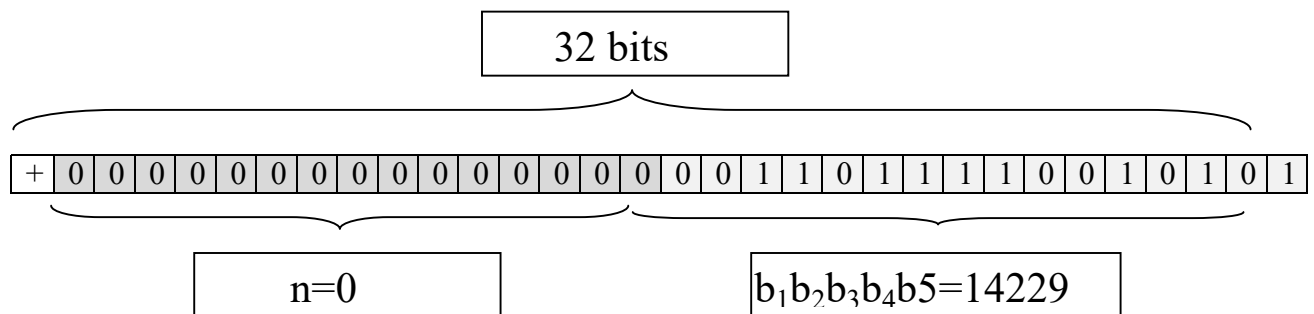 32 bits
+ 0 0 0 0 0 0 0 0 0 0 0 0 0 0 0 0 0 1 1 0 1 1 1 1 0 0 1 0 1 0 1
n=0
b₁b₂b₃b₄b5=14229